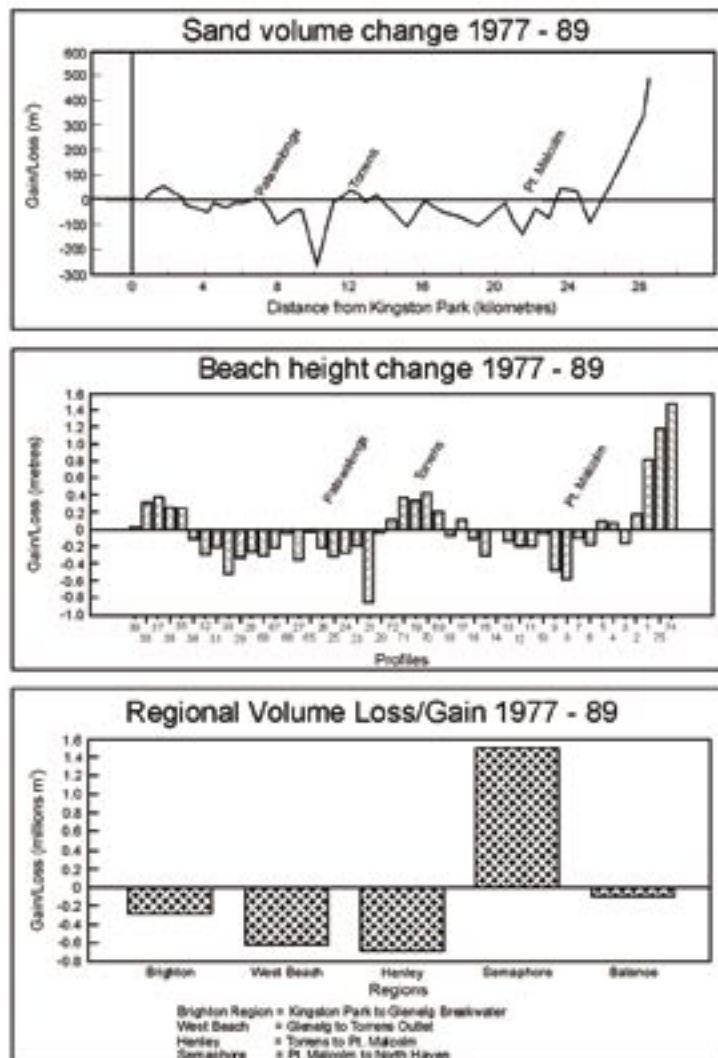 Sand volume change 1977 - 89
Gain/Loss (m³)
600
500
400
300
200
100
0
-100
-200
-300
Patawalonga
Torrens
Pt. Malcolm
0 4 8 12 16 20 24 28
Distance from Kingston Park (kilometres)
Beach height change 1977 - 89
Gain/Loss (metres)
1.6
1.4
1.2
1.0
0.8
0.6
0.4
0.2
0
-0.2
-0.4
-0.6
-0.8
-1.0
Patawalonga
Torrens
Pt. Malcolm
Profiles
Regional Volume Loss/Gain 1977 - 89
Gain/Loss (millions m³)
1.6
1.4
1.2
1.0
0.8
0.6
0.4
0.2
0
-0.2
-0.4
-0.6
-0.8
Brighton West Beach Henley Semaphore Balance
Regions
Brighton Region = Kingston Park to Glenelg Breakwater
West Beach = Glenelg to Torrens Outlet
Henley = Torrens to Pt. Malcolm
Semaphore = Pt. Malcolm to North Haven